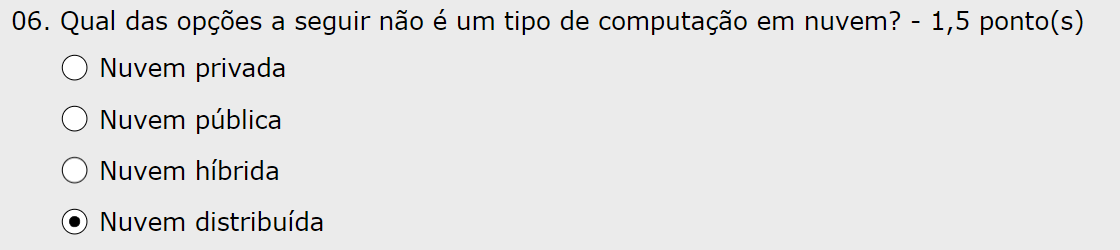 06. Qual das opções a seguir não é um tipo de computação em nuvem? - 1,5 ponto(s)
Nuvem privada
Nuvem pública
Nuvem híbrida
Nuvem distribuída